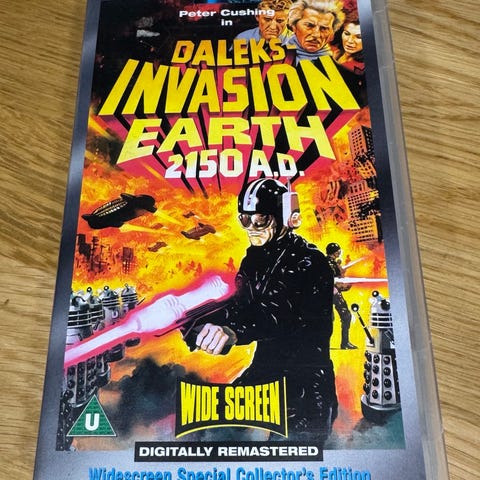 Peter Cushing
in
DALEKS'
INVASION
EARTH
2150 A.D.
WIDE SCREEN
U
DIGITALLY REMASTERED
Widescreen Special Collector's Edition